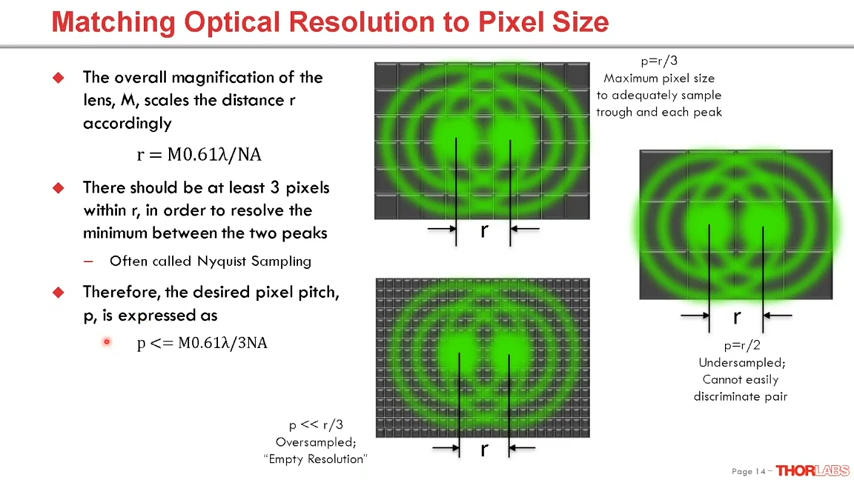 Matching Optical Resolution to Pixel Size
The overall magnification of the
lens, M, scales the distance r
accordingly
r = M0.61λ/NA
There should be at least 3 pixels
within r, in order to resolve the
minimum between the two peaks
– Often called Nyquist Sampling
Therefore, the desired pixel pitch,
p, is expressed as
p <= M0.61λ/3NA
p=r/3
Maximum pixel size
to adequately sample
trough and each peak
r
r
p=r/2
Undersampled;
Cannot easily
discriminate pair
p << r/3
Oversampled;
"Empty Resolution"
r
Page 14 – THORLABS